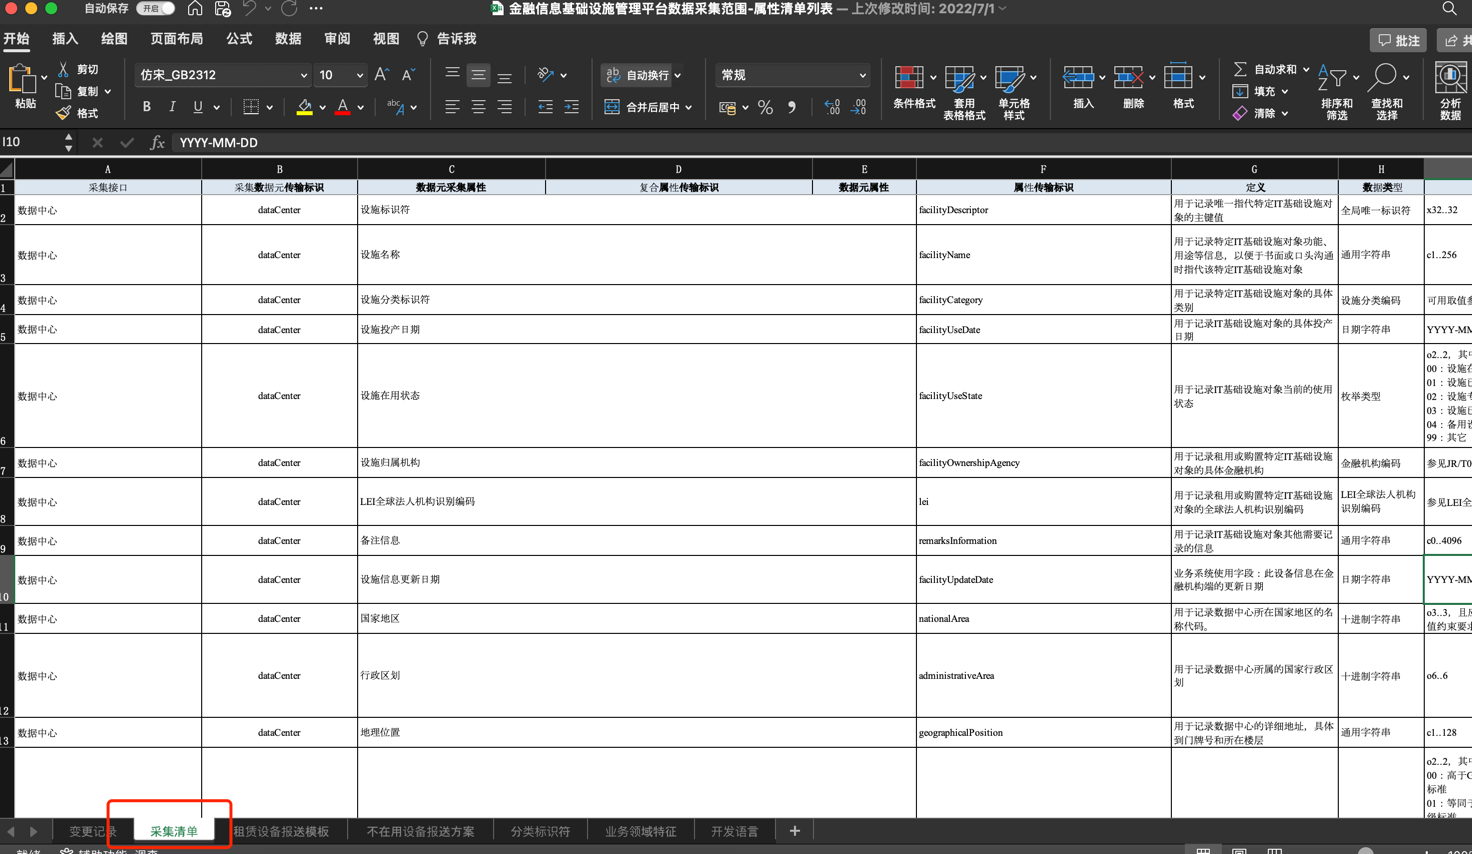 自动保存 开启 金融信息基础设施管理平台数据采集范围-属性清单列表 — 上次修改时间: 2022/7/1
开始 插入 绘图 页面布局 公式 数据 审阅 视图 告诉我 批注
粘贴 剪切 复制 格式
仿宋_GB2312 10
B I U A
自动换行
合并后居中
常规
条件格式 套用表格格式 单元格样式
插入 删除 格式
自动求和 填充 清除
排序和筛选 查找和选择 分析数据
I10 fx YYYY-MM-DD
A B C D E F G H
1 采集接口 采集数据元传输标识 数据元采集属性 复合属性传输标识 数据元属性 属性传输标识 定义 数据类型
2 数据中心 dataCenter 设施标识符 facilityDescriptor 用于记录唯一指代特定IT基础设施对象的主键值 全局唯一标识符 x32..32
3 数据中心 dataCenter 设施名称 facilityName 用于记录特定IT基础设施对象功能、用途等信息，以便于书面或口头沟通时指代该特定IT基础设施对象 通用字符串 c1..256
4 数据中心 dataCenter 设施分类标识符 facilityCategory 用于记录特定IT基础设施对象的具体类别 设施分类编码 可用取值
5 数据中心 dataCenter 设施投产日期 facilityUseDate 用于记录IT基础设施对象的具体投产日期 日期字符串 YYYY-MM
6 数据中心 dataCenter 设施在用状态 facilityUseState 用于记录IT基础设施对象当前的使用状态 枚举类型 o2..2，其
00：设施在
01：设施已
02：设施
03：设施已
04：备用设
99：其它
7 数据中心 dataCenter 设施归属机构 facilityOwnershipAgency 用于记录租用或购置特定IT基础设施对象的具体金融机构 金融机构编码 参见JR/T0
8 数据中心 dataCenter LEI全球法人机构识别编码 lei 用于记录租用或购置特定IT基础设施对象的全球法人机构识别编码 LEI全球法人机构识别编码 参见LEI全
9 数据中心 dataCenter 备注信息 remarksInformation 用于记录IT基础设施对象其他需要记录的信息 通用字符串 c0..4096
10 数据中心 dataCenter 设施信息更新日期 facilityUpdateDate 业务系统使用字段：此设备信息在金融机构端的更新日期 日期字符串 YYYY-MM
11 数据中心 dataCenter 国家地区 nationalArea 用于记录数据中心所在国家地区的名称代码。 十进制字符串 o3..3，且
值约束要
12 数据中心 dataCenter 行政区划 administrativeArea 用于记录数据中心所属的国家行政区划 十进制字符串 o6..6
13 数据中心 dataCenter 地理位置 geographicalPosition 用于记录数据中心的详细地址，具体到门牌号和所在楼层 通用字符串 c1..128
o2..2，其
00：高于
标准
01：等同于
变更记录 采集清单 租赁设备报送模板 不在用设备报送方案 分类标识符 业务领域特征 开发语言 +